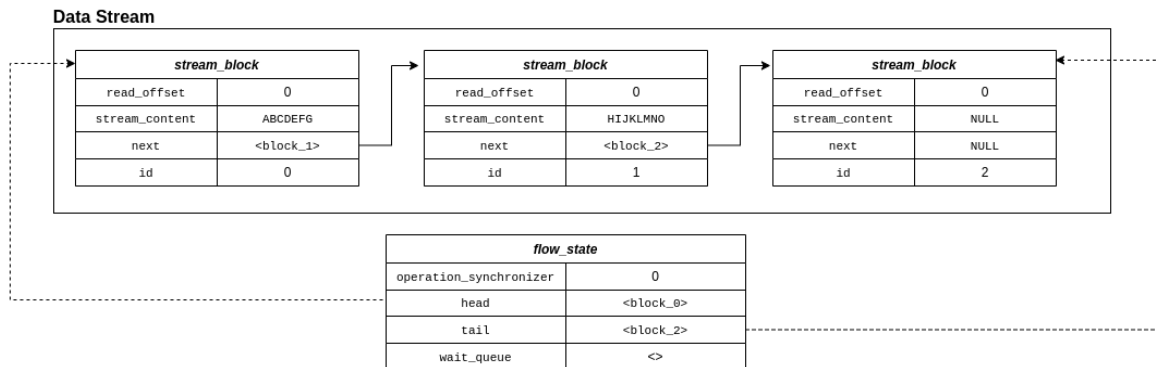 Data Stream
stream_block stream_block stream_block
read_offset 0 read_offset 0 read_offset 0
stream_content ABCDEFG stream_content HIJKLMNO stream_content NULL
next <block_1> next <block_2> next NULL
id 0 id 1 id 2
flow_state
operation_synchronizer 0
head <block_0>
tail <block_2>
wait_queue <>